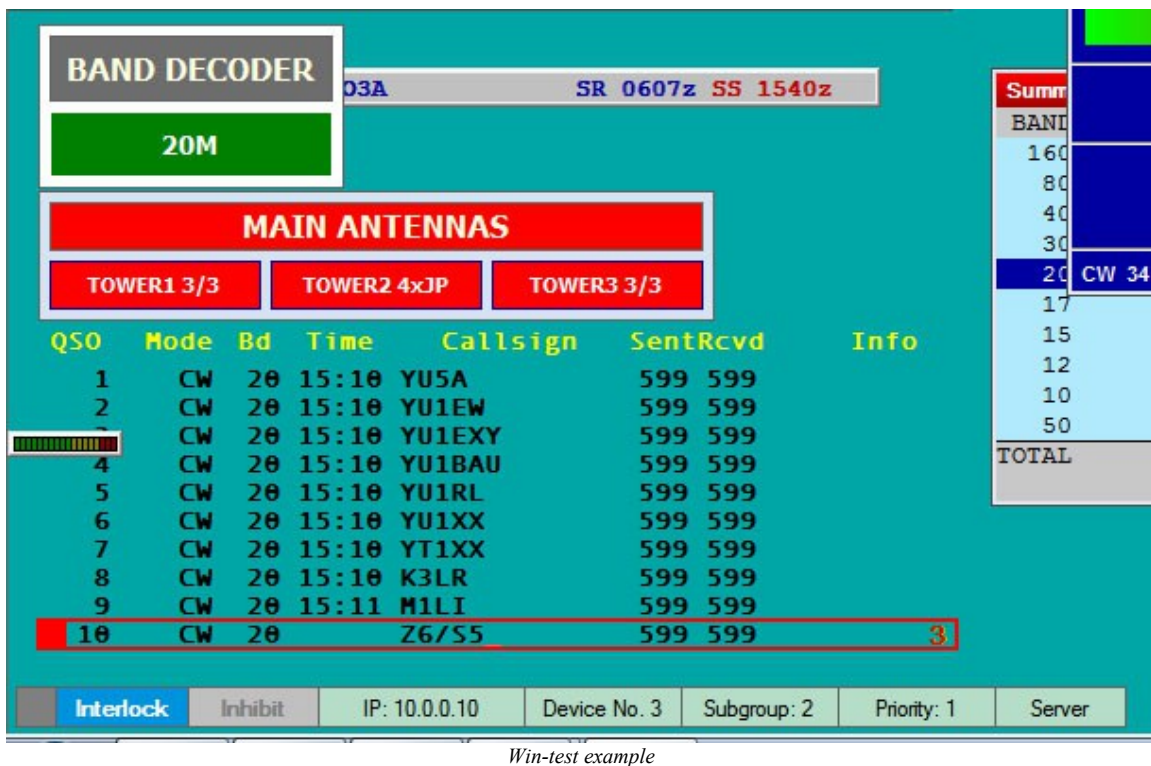 BAND DECODER
20M
O3A SR 0607z SS 1540z
MAIN ANTENNAS
TOWER1 3/3 TOWER2 4xJP TOWER3 3/3
QSO Mode Bd Time Callsign Sent Rcvd Info
1 CW 20 15:10 YU5A 599 599
2 CW 20 15:10 YU1EW 599 599
CW 20 15:10 YU1EXY 599 599
4 CW 20 15:10 YU1BAU 599 599
5 CW 20 15:10 YU1RL 599 599
6 CW 20 15:10 YU1XX 599 599
7 CW 20 15:10 YT1XX 599 599
8 CW 20 15:10 K3LR 599 599
9 CW 20 15:11 M1LI 599 599
10 CW 20 Z6/S5_ 599 599 3
Summ
BAND
160
80
40
30
20 CW 34
17
15
12
10
50
TOTAL
Interlock Inhibit IP: 10.0.0.10 Device No. 3 Subgroup: 2 Priority: 1 Server
Win-test example